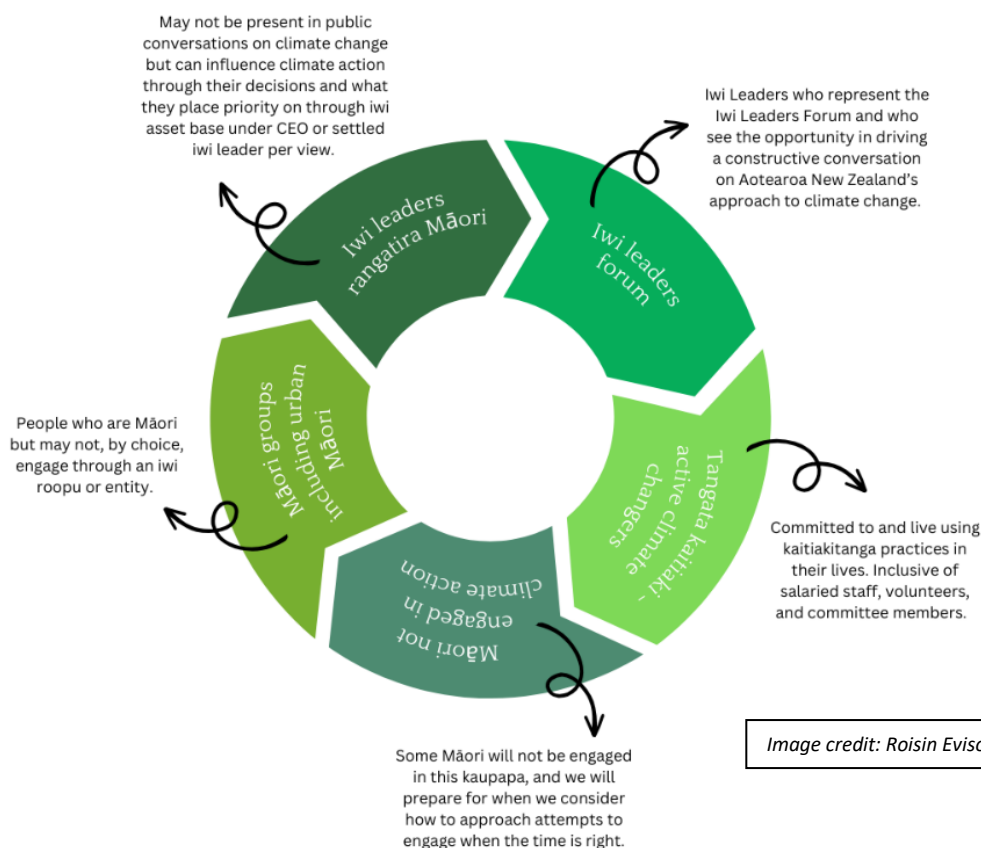 May not be present in public
conversations on climate change
but can influence climate action
through their decisions and what
they place priority on through iwi
asset base under CEO or settled
iwi leader per view.
Iwi Leaders who represent the
Iwi Leaders Forum and who
see the opportunity in driving
a constructive conversation
on Aotearoa New Zealand's
approach to climate change.
Iwi leaders
rangatira Māori
Iwi leaders
forum
Tangata kaitiaki -
active climate
changers
Committed to and live using
kaitiakitanga practices in
their lives. Inclusive of
salaried staff, volunteers,
and committee members.
Māori not
engaged in
climate action
Some Māori will not be engaged
in this kaupapa, and we will
prepare for when we consider
how to approach attempts to
engage when the time is right.
Māori groups
including urban
Māori
People who are Māori
but may not, by choice,
engage through an iwi
roopu or entity.
Image credit: Roisin